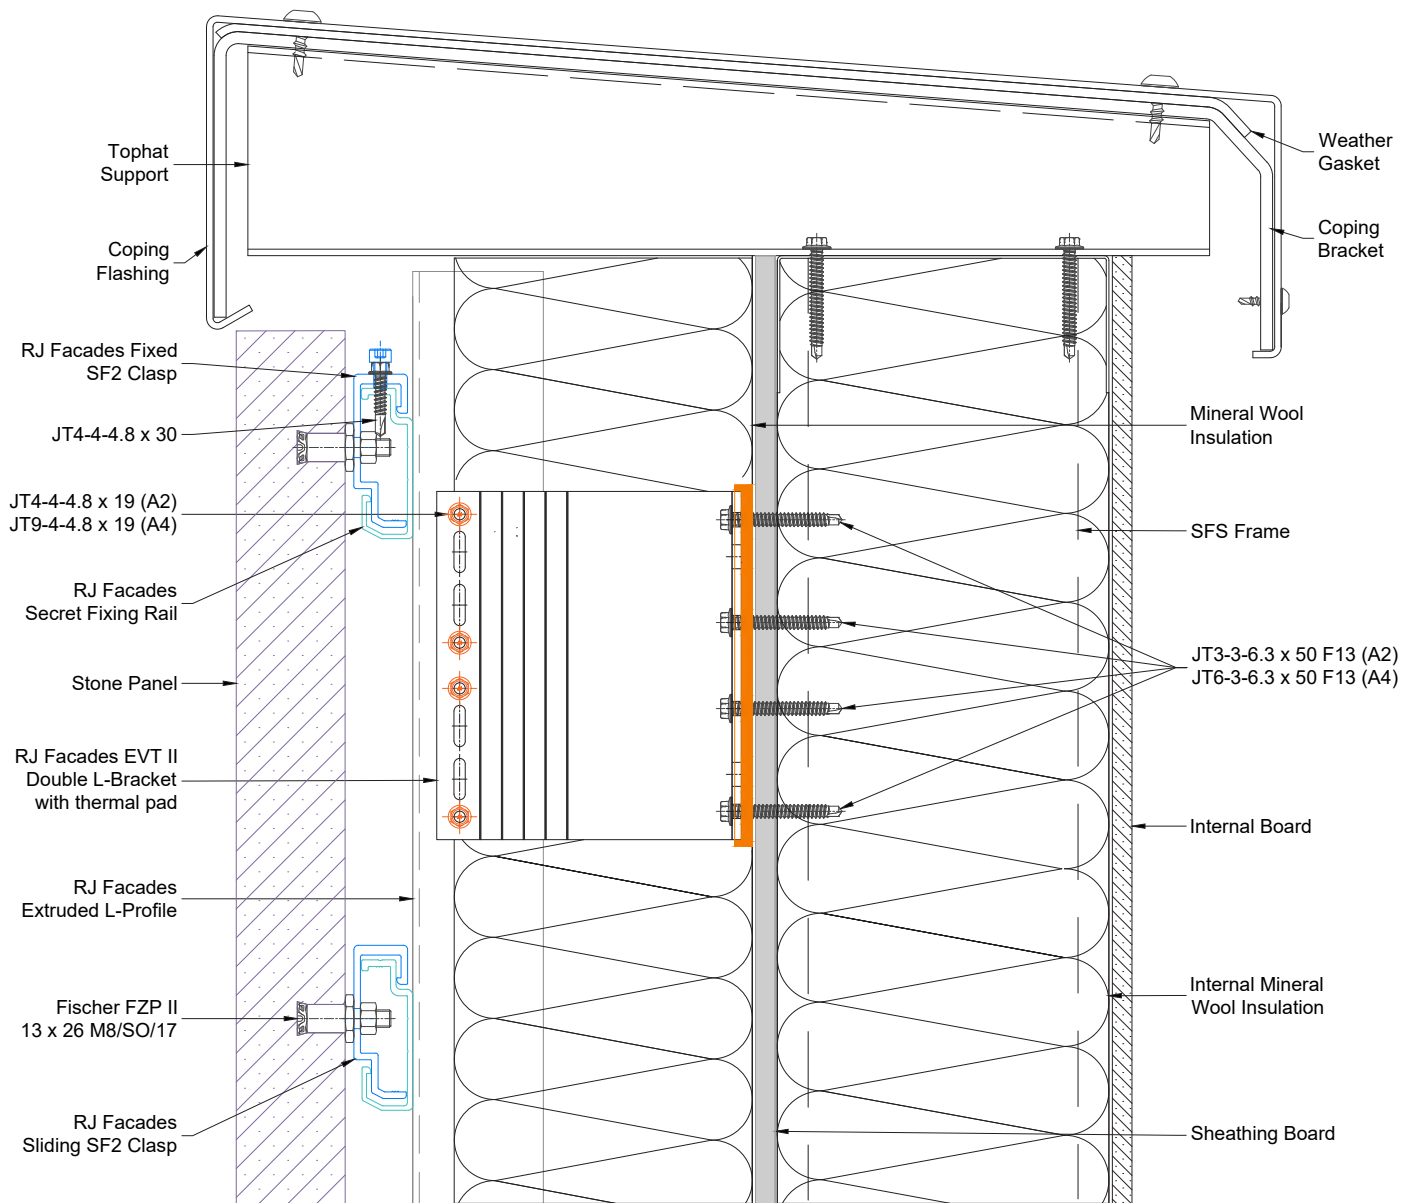 Tophat
Support
Coping
Flashing
RJ Facades Fixed
SF2 Clasp
JT4-4-4.8 x 30
JT4-4-4.8 x 19 (A2)
JT9-4-4.8 x 19 (A4)
RJ Facades
Secret Fixing Rail
Stone Panel
RJ Facades EVT II
Double L-Bracket
with thermal pad
RJ Facades
Extruded L-Profile
Fischer FZP II
13 x 26 M8/SO/17
RJ Facades
Sliding SF2 Clasp
Weather
Gasket
Coping
Bracket
Mineral Wool
Insulation
SFS Frame
JT3-3-6.3 x 50 F13 (A2)
JT6-3-6.3 x 50 F13 (A4)
Internal Board
Internal Mineral
Wool Insulation
Sheathing Board